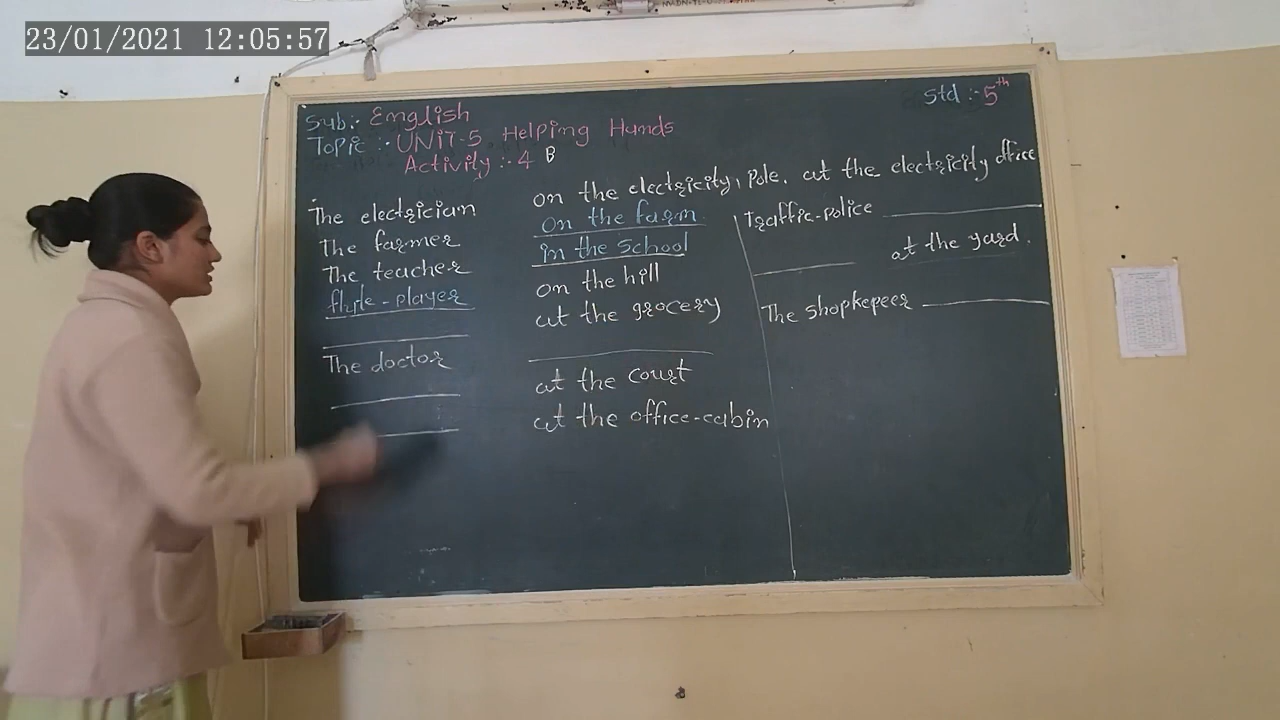 23/01/2021 12:05:57
Sub:- English
Std :- 5th
Topic :- UNIT-5 Helping Hands
Activity :- 4 B
The electrician on the electricity, Pole. at the electricity office
The farmer on the farm
The teacher in the School
flute-player on the hill
at the grocery
The doctor
at the court
at the office-cabin
Traffic-police
at the yard.
The shopkepeer